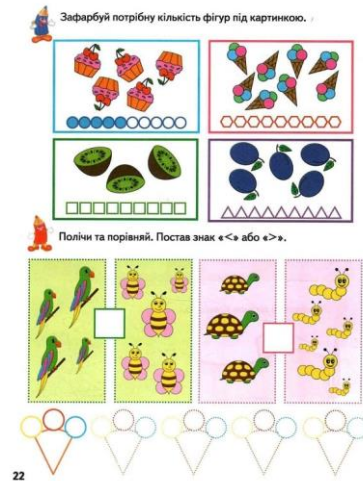 Зафарбуй потрібну кількість фігур під картинкою.
Полічи та порівняй. Постав знак «<» або «>».
22